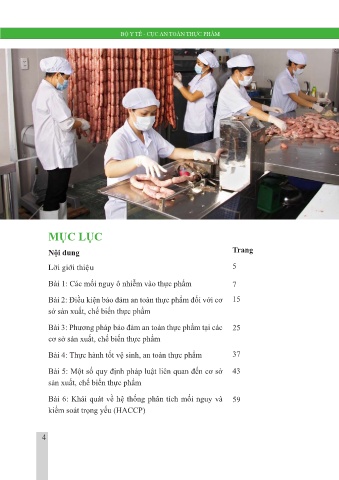 BỘ Y TẾ - CỤC AN TOÀN THỰC PHẨM
MỤC LỤC
Nội dung Trang
Lời giới thiệu 5
Bài 1: Các mối nguy ô nhiễm vào thực phẩm 7
Bài 2: Điều kiện bảo đảm an toàn thực phẩm đối với cơ 15
sở sản xuất, chế biến thực phẩm
Bài 3: Phương pháp bảo đảm an toàn thực phẩm tại các 25
cơ sở sản xuất, chế biến thực phẩm
Bài 4: Thực hành tốt vệ sinh, an toàn thực phẩm 37
Bài 5: Một số quy định pháp luật liên quan đến cơ sở 43
sản xuất, chế biến thực phẩm
Bài 6: Khái quát về hệ thống phân tích mối nguy và 59
kiểm soát trọng yếu (HACCP)
4